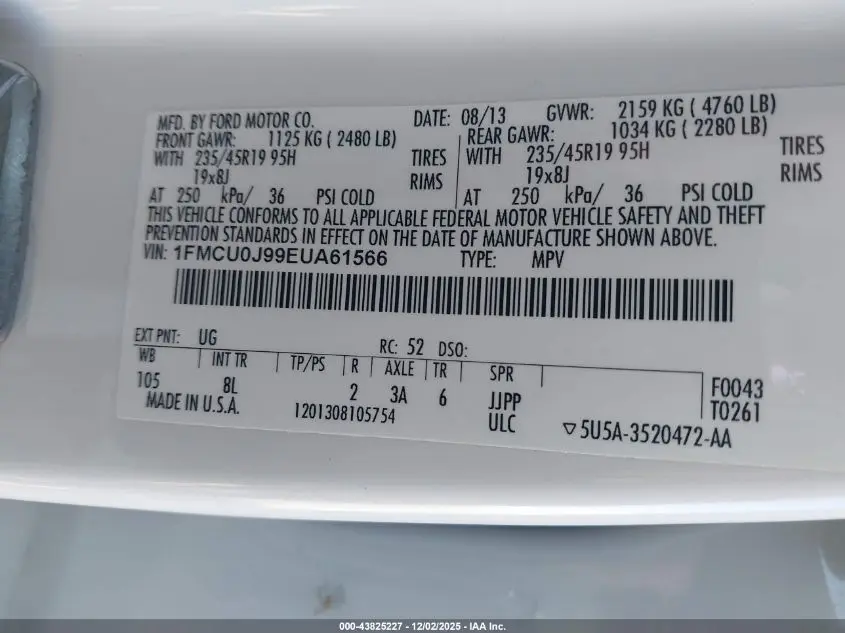 MFD. BY FORD MOTOR CO. DATE: 08/13 GVWR: 2159 KG ( 4760 LB)
FRONT GAWR: 1125 KG ( 2480 LB) REAR GAWR: 1034 KG ( 2280 LB)
WITH 235/45R19 95H TIRES WITH 235/45R19 95H TIRES
19x8J RIMS 19x8J RIMS
AT 250 kPa/ 36 PSI COLD AT 250 kPa/ 36 PSI COLD
THIS VEHICLE CONFORMS TO ALL APPLICABLE FEDERAL MOTOR VEHICLE SAFETY AND THEFT
PREVENTION STANDARDS IN EFFECT ON THE DATE OF MANUFACTURE SHOWN ABOVE.
VIN: 1FMCU0J99EUA61566 TYPE: MPV
EXT PNT: UG RC: 52 DSO:
WB INT TR TP/PS R AXLE TR SPR
105 8L 2 3A 6 JJPP F0043
MADE IN U.S.A. 1201308105754 ULC T0261
5U5A-3520472-AA
000-43825227 - 12/02/2025 - IAA Inc.